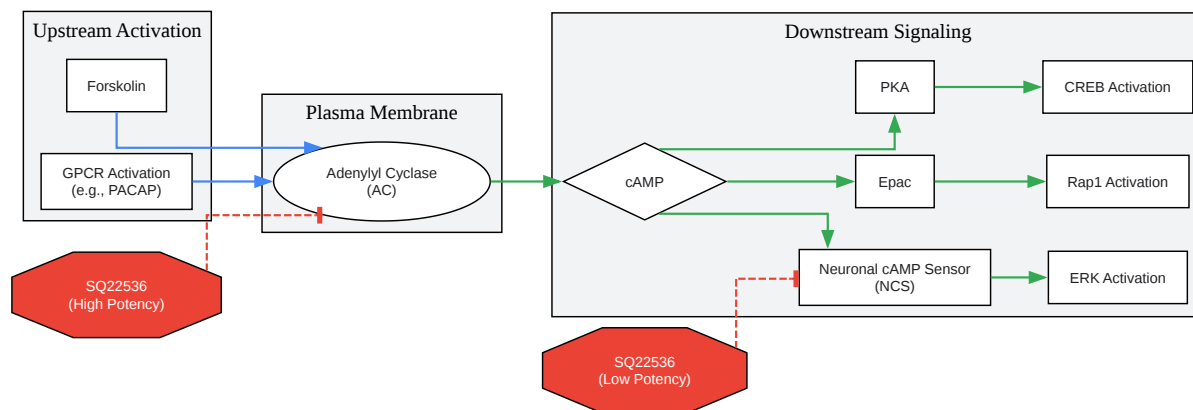 Upstream Activation
Forskolin
GPCR Activation
(e.g., PACAP)
Plasma Membrane
Adenylyl Cyclase
(AC)
SQ22536
(High Potency)
Downstream Signaling
cAMP
PKA
CREB Activation
Epac
Rap1 Activation
Neuronal cAMP Sensor
(NCS)
ERK Activation
SQ22536
(Low Potency)